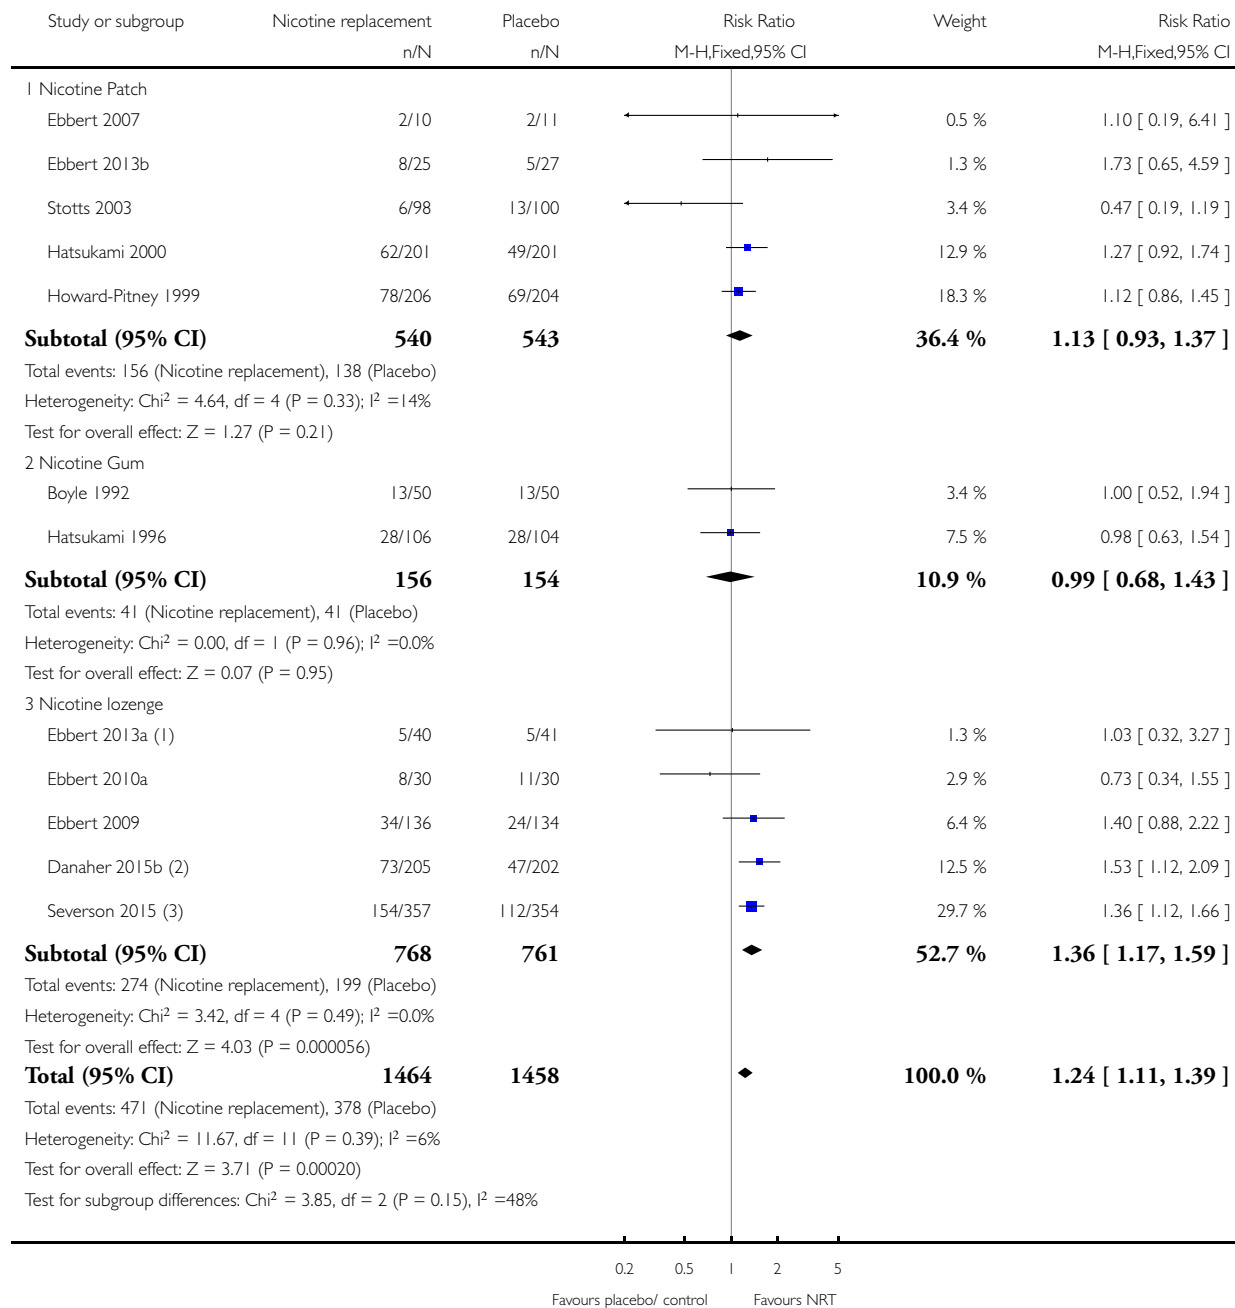 Study or subgroup Nicotine replacement Placebo Risk Ratio Weight Risk Ratio
n/N n/N M-H,Fixed,95% CI M-H,Fixed,95% CI
1 Nicotine Patch
Ebbert 2007 2/10 2/11 0.5 % 1.10 [ 0.19, 6.41 ]
Ebbert 2013b 8/25 5/27 1.3 % 1.73 [ 0.65, 4.59 ]
Stotts 2003 6/98 13/100 3.4 % 0.47 [ 0.19, 1.19 ]
Hatsukami 2000 62/201 49/201 12.9 % 1.27 [ 0.92, 1.74 ]
Howard-Pitney 1999 78/206 69/204 18.3 % 1.12 [ 0.86, 1.45 ]
Subtotal (95% CI) 540 543 36.4 % 1.13 [ 0.93, 1.37 ]
Total events: 156 (Nicotine replacement), 138 (Placebo)
Heterogeneity: Chi² = 4.64, df = 4 (P = 0.33); I² =14%
Test for overall effect: Z = 1.27 (P = 0.21)
2 Nicotine Gum
Boyle 1992 13/50 13/50 3.4 % 1.00 [ 0.52, 1.94 ]
Hatsukami 1996 28/106 28/104 7.5 % 0.98 [ 0.63, 1.54 ]
Subtotal (95% CI) 156 154 10.9 % 0.99 [ 0.68, 1.43 ]
Total events: 41 (Nicotine replacement), 41 (Placebo)
Heterogeneity: Chi² = 0.00, df = 1 (P = 0.96); I² =0.0%
Test for overall effect: Z = 0.07 (P = 0.95)
3 Nicotine lozenge
Ebbert 2013a (1) 5/40 5/41 1.3 % 1.03 [ 0.32, 3.27 ]
Ebbert 2010a 8/30 11/30 2.9 % 0.73 [ 0.34, 1.55 ]
Ebbert 2009 34/136 24/134 6.4 % 1.40 [ 0.88, 2.22 ]
Danaher 2015b (2) 73/205 47/202 12.5 % 1.53 [ 1.12, 2.09 ]
Severson 2015 (3) 154/357 112/354 29.7 % 1.36 [ 1.12, 1.66 ]
Subtotal (95% CI) 768 761 52.7 % 1.36 [ 1.17, 1.59 ]
Total events: 274 (Nicotine replacement), 199 (Placebo)
Heterogeneity: Chi² = 3.42, df = 4 (P = 0.49); I² =0.0%
Test for overall effect: Z = 4.03 (P = 0.000056)
Total (95% CI) 1464 1458 100.0 % 1.24 [ 1.11, 1.39 ]
Total events: 471 (Nicotine replacement), 378 (Placebo)
Heterogeneity: Chi² = 11.67, df = 11 (P = 0.39); I² =6%
Test for overall effect: Z = 3.71 (P = 0.00020)
Test for subgroup differences: Chi² = 3.85, df = 2 (P = 0.15), I² =48%
0.2 0.5 1 2 5
Favours placebo/ control Favours NRT